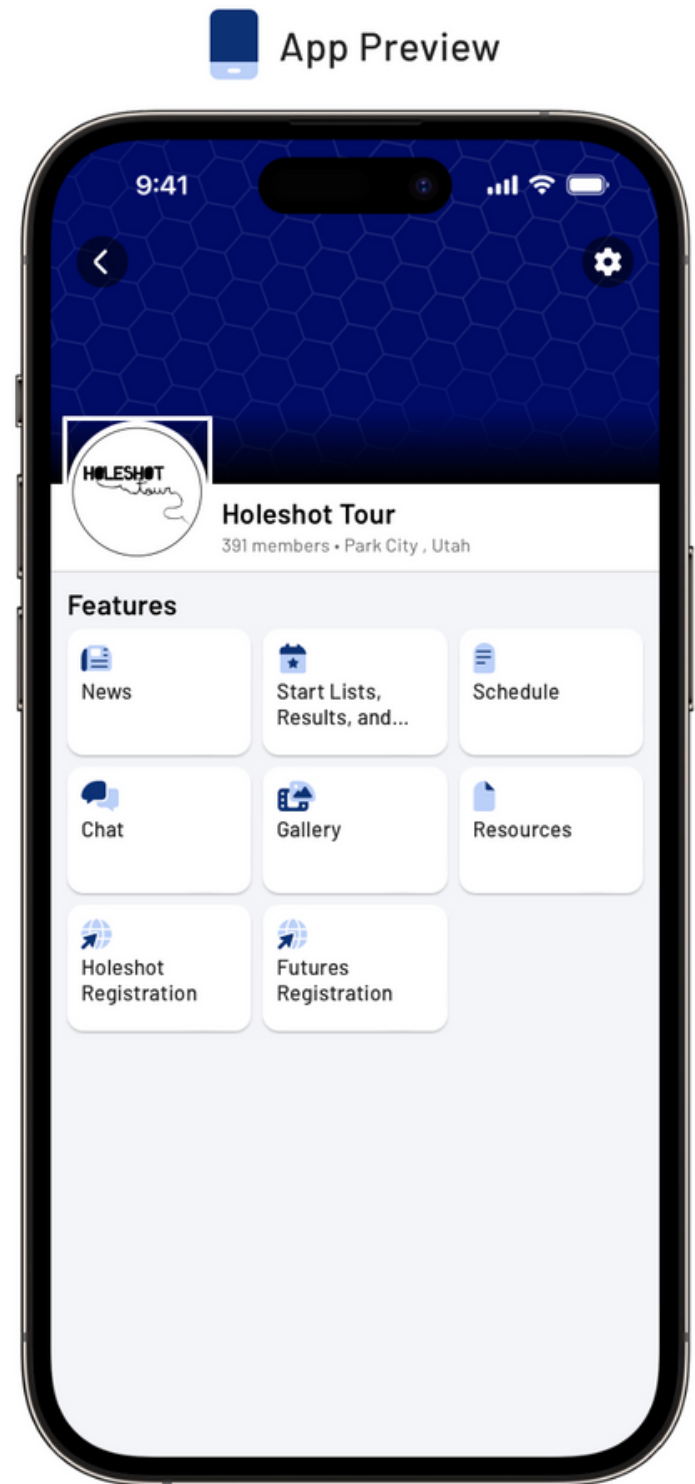 App Preview
9:41
HOLESHOT
tour
Holeshot Tour
391 members • Park City , Utah
Features
News
Start Lists,
Results, and...
Schedule
Chat
Gallery
Resources
Holeshot
Registration
Futures
Registration